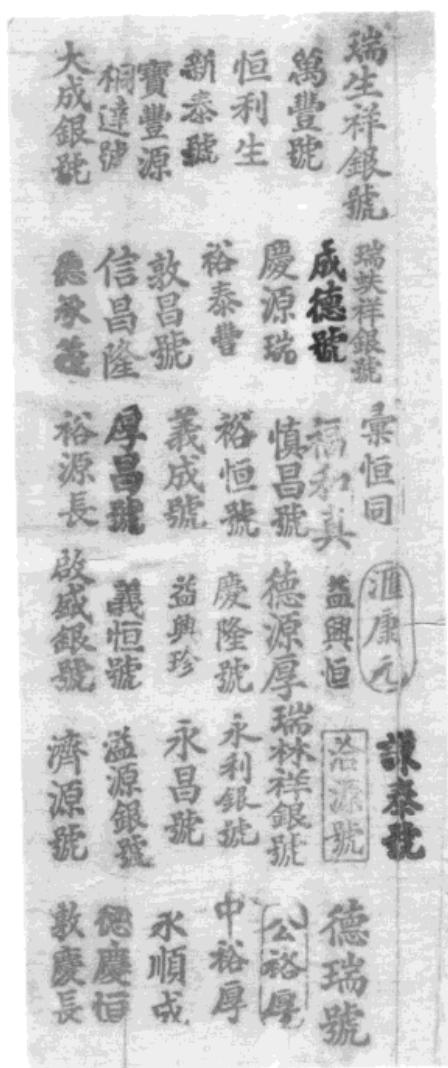 瑞生祥銀號
萬豐號
恒利生
新泰號
寶豐源
桐達號
大成銀號
瑞蚨祥銀號
成德號
慶源瑞
裕泰豐
敦昌號
信昌隆
德承
彙恒同
福和真
慎昌號
裕恒號
義成號
厚昌號
裕源長
滙康元
益興恒
德源厚
慶隆號
益興珍
義恒號
啟盛銀號
謙泰號
洽源號
瑞林祥銀號
永利銀號
永昌號
溢源銀號
濟源號
德瑞號
公裕厚
中裕厚
永順成
德慶恒
敦慶長